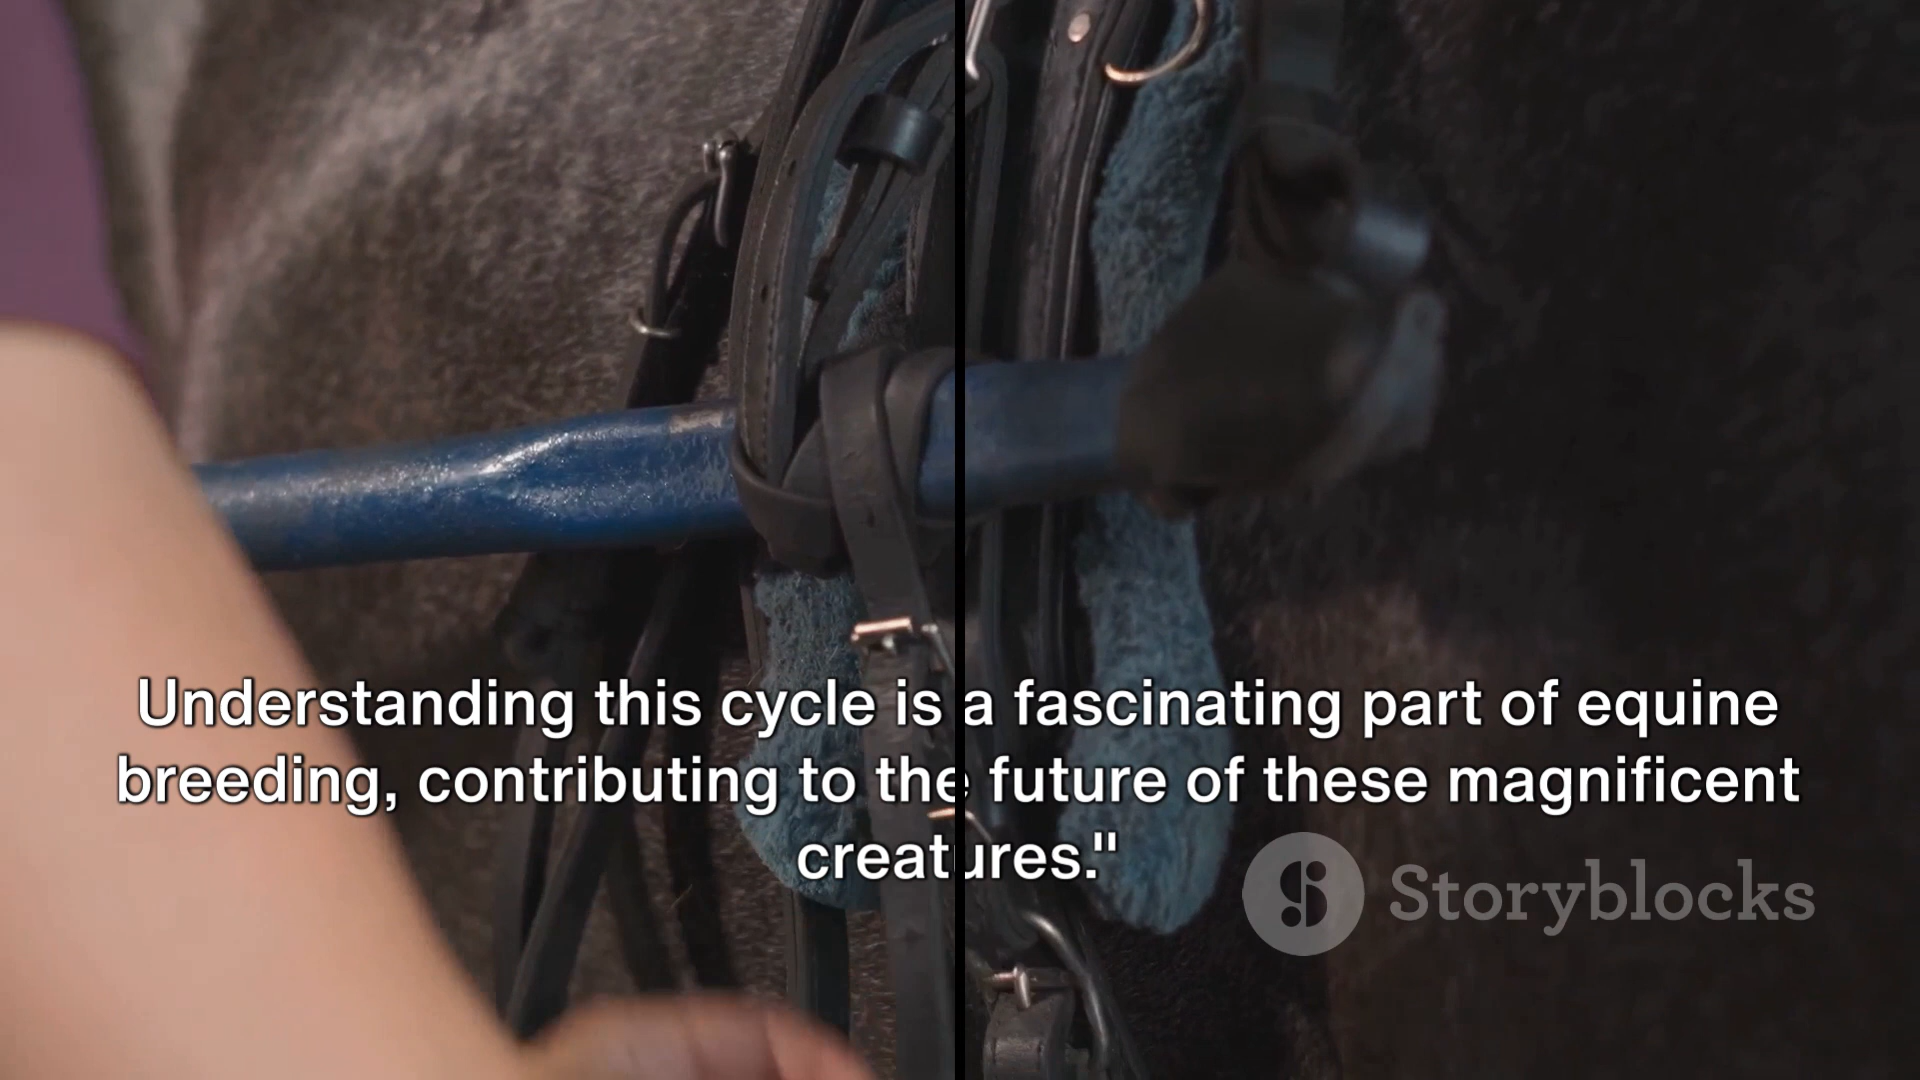 Understanding this cycle is a fascinating part of equine
breeding, contributing to the future of these magnificent
creatures."
Storyblocks